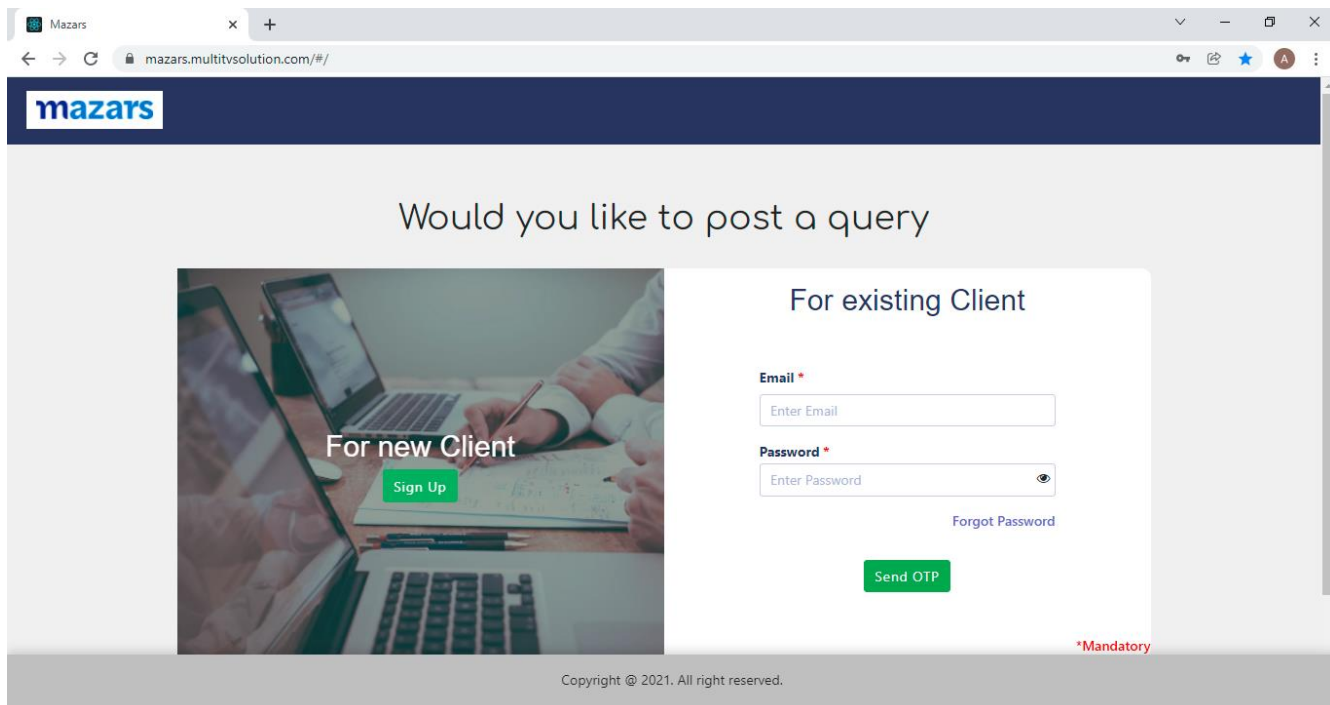 Mazars
mazars.multitvsolution.com/#/
A
mazars
Would you like to post a query
For new Client
Sign Up
For existing Client
Email *
Enter Email
Password *
Enter Password
Forgot Password
Send OTP
*Mandatory
Copyright @ 2021. All right reserved.